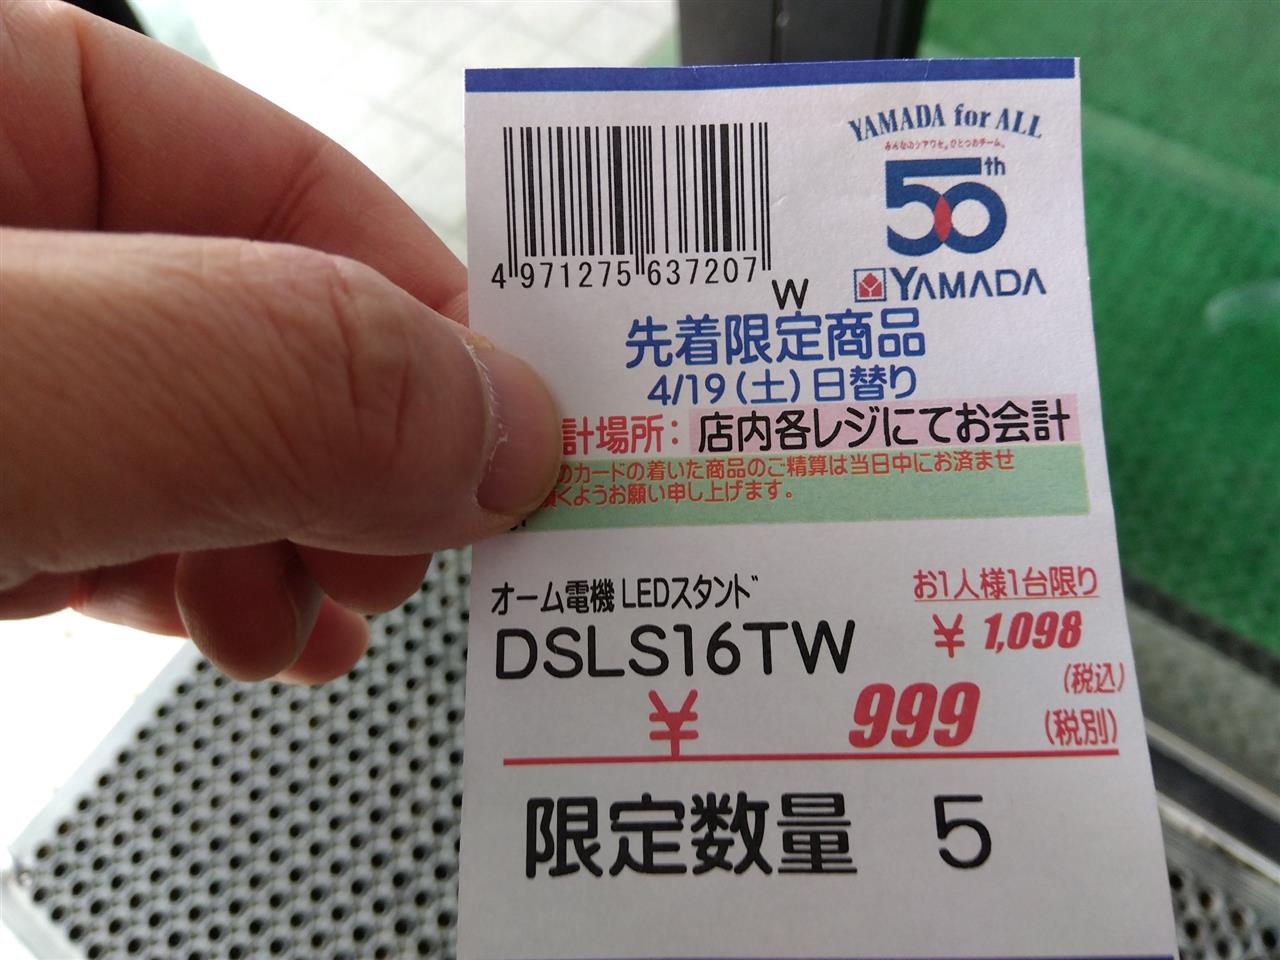 YAMADA for ALL
みんなのシアワセ。ひとつのチーム。
50th
YAMADA
4971275637207
W
先着限定商品
4/19(土)日替り
計場所: 店内各レジにてお会計
のカードの着いた商品のご精算は当日中にお済ませ
くようお願い申し上げます。
オーム電機 LEDスタンド
お1人様1台限り
DSLS16TW
¥ 1,098
(税込)
¥ 999
(税別)
限定数量 5